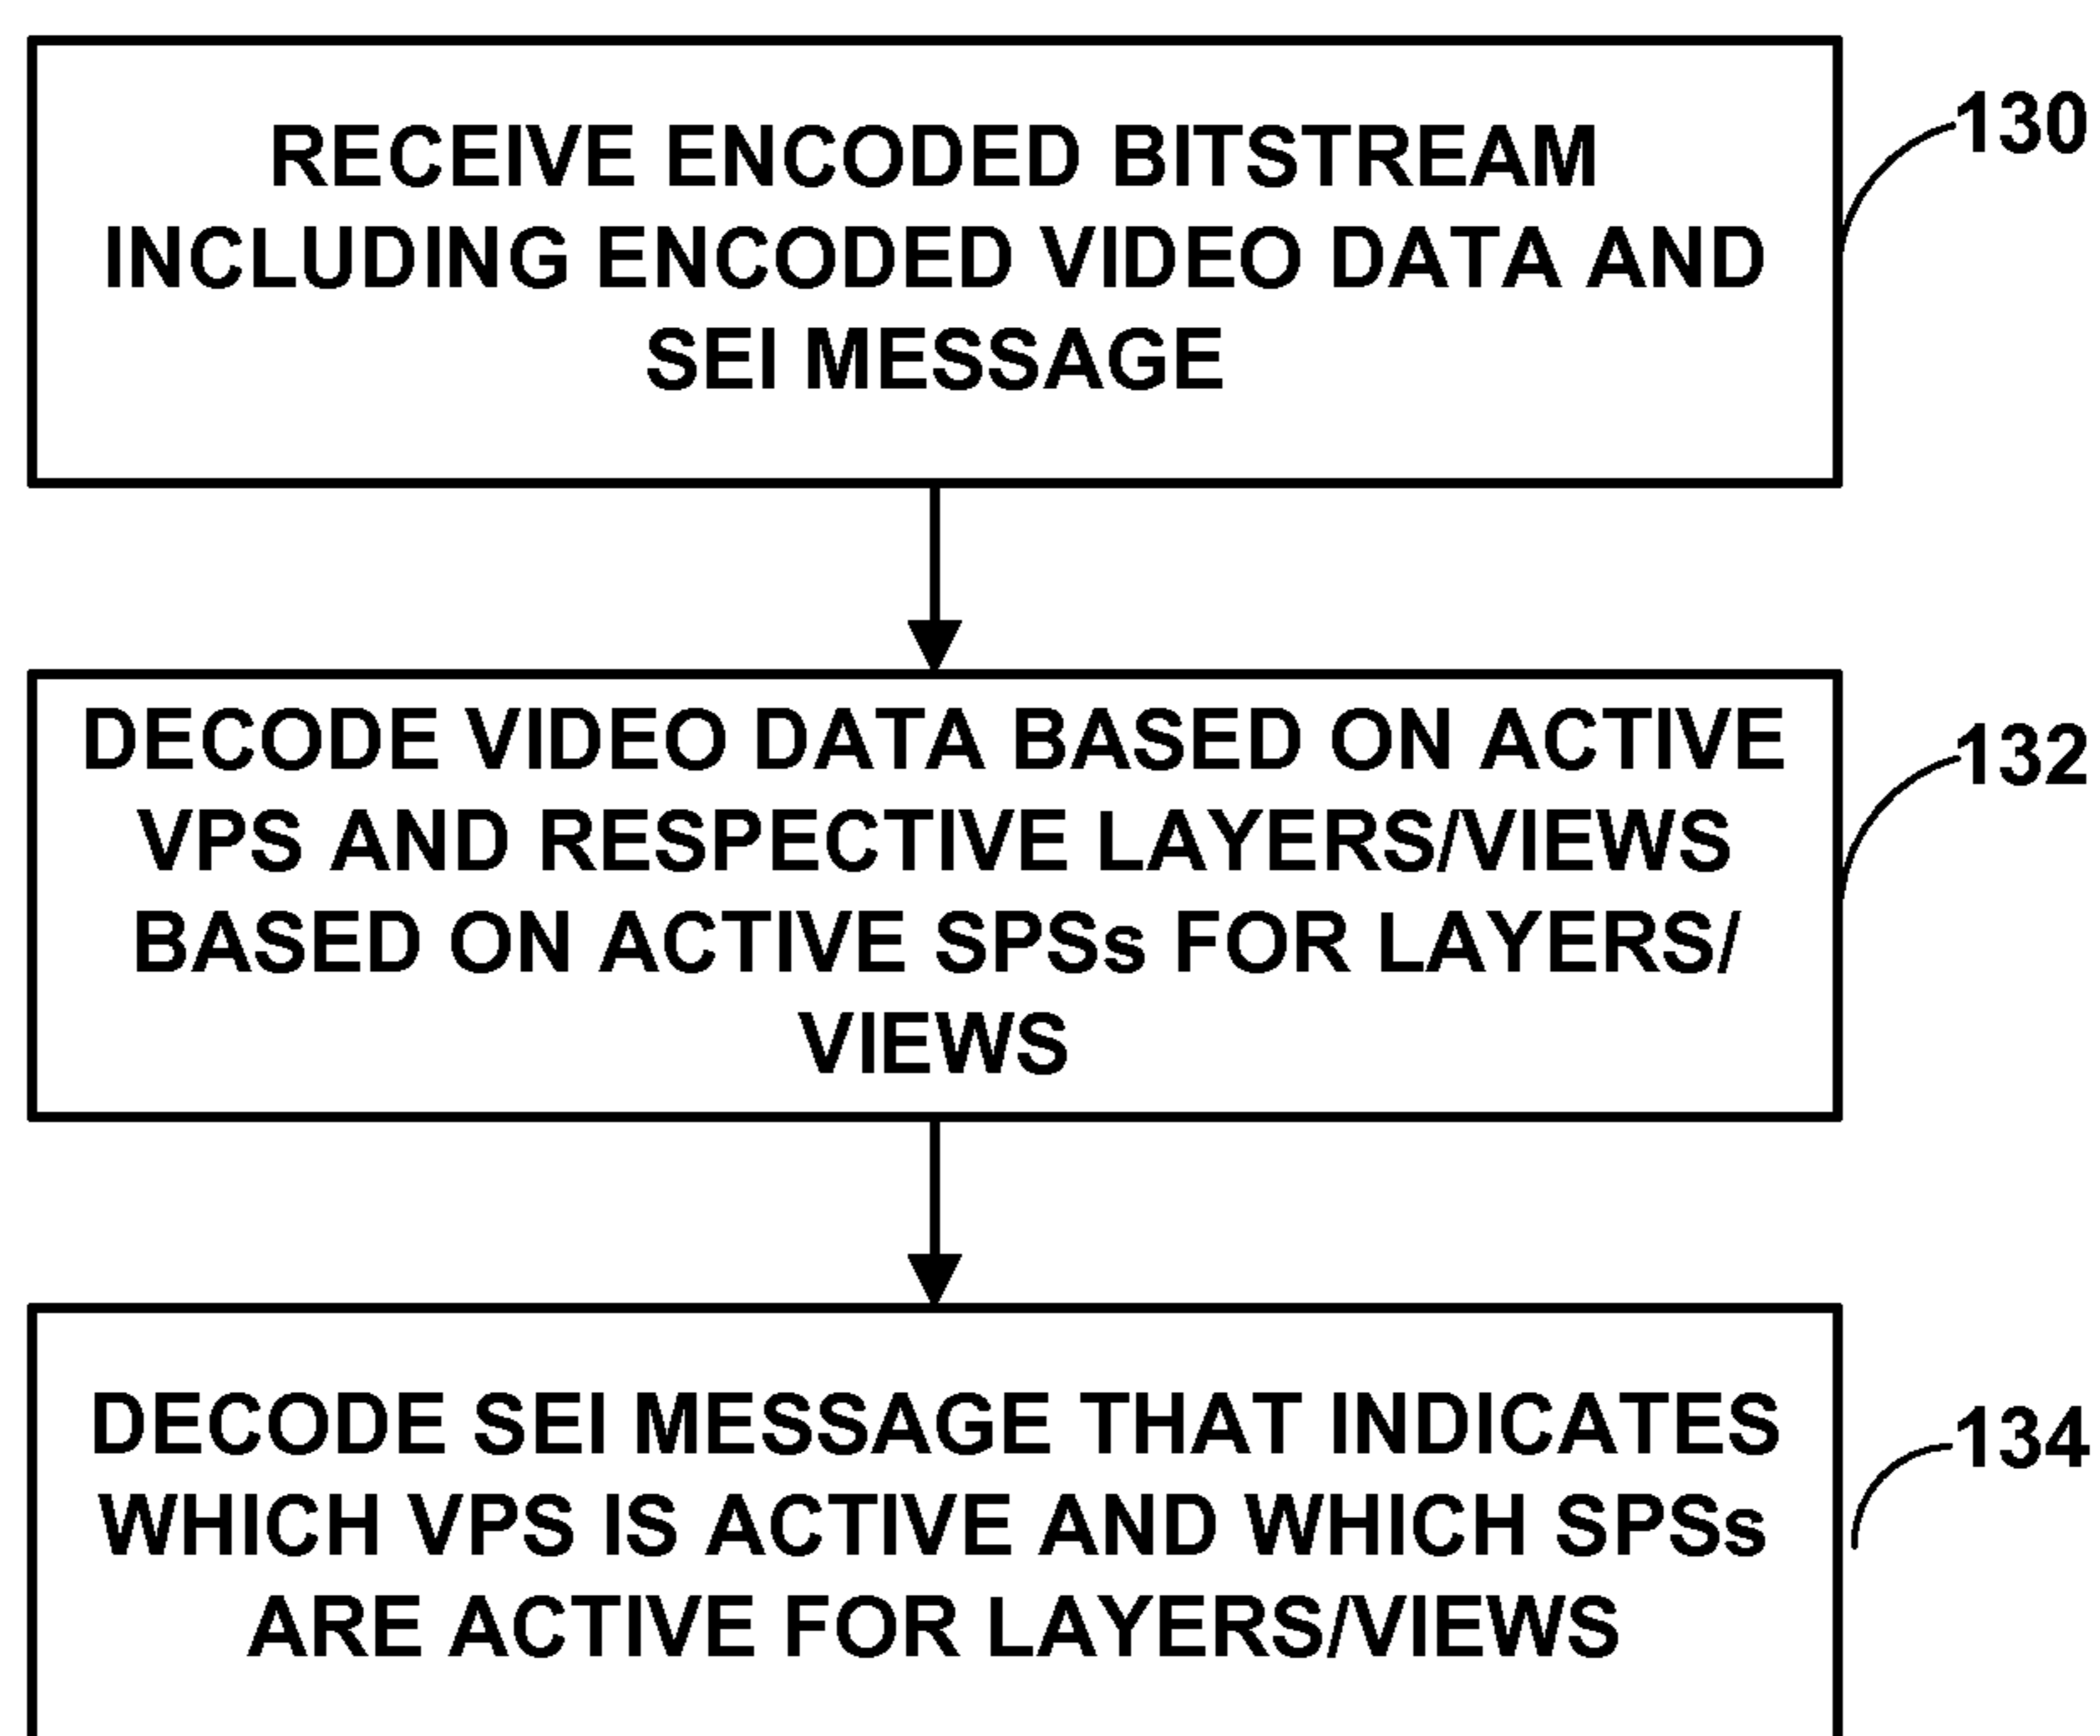 RECEIVE ENCODED BITSTREAM
INCLUDING ENCODED VIDEO DATA AND
SEI MESSAGE
130
DECODE VIDEO DATA BASED ON ACTIVE
VPS AND RESPECTIVE LAYERS/VIEWS
BASED ON ACTIVE SPSs FOR LAYERS/
VIEWS
132
DECODE SEI MESSAGE THAT INDICATES
WHICH VPS IS ACTIVE AND WHICH SPSs
ARE ACTIVE FOR LAYERS/VIEWS
134